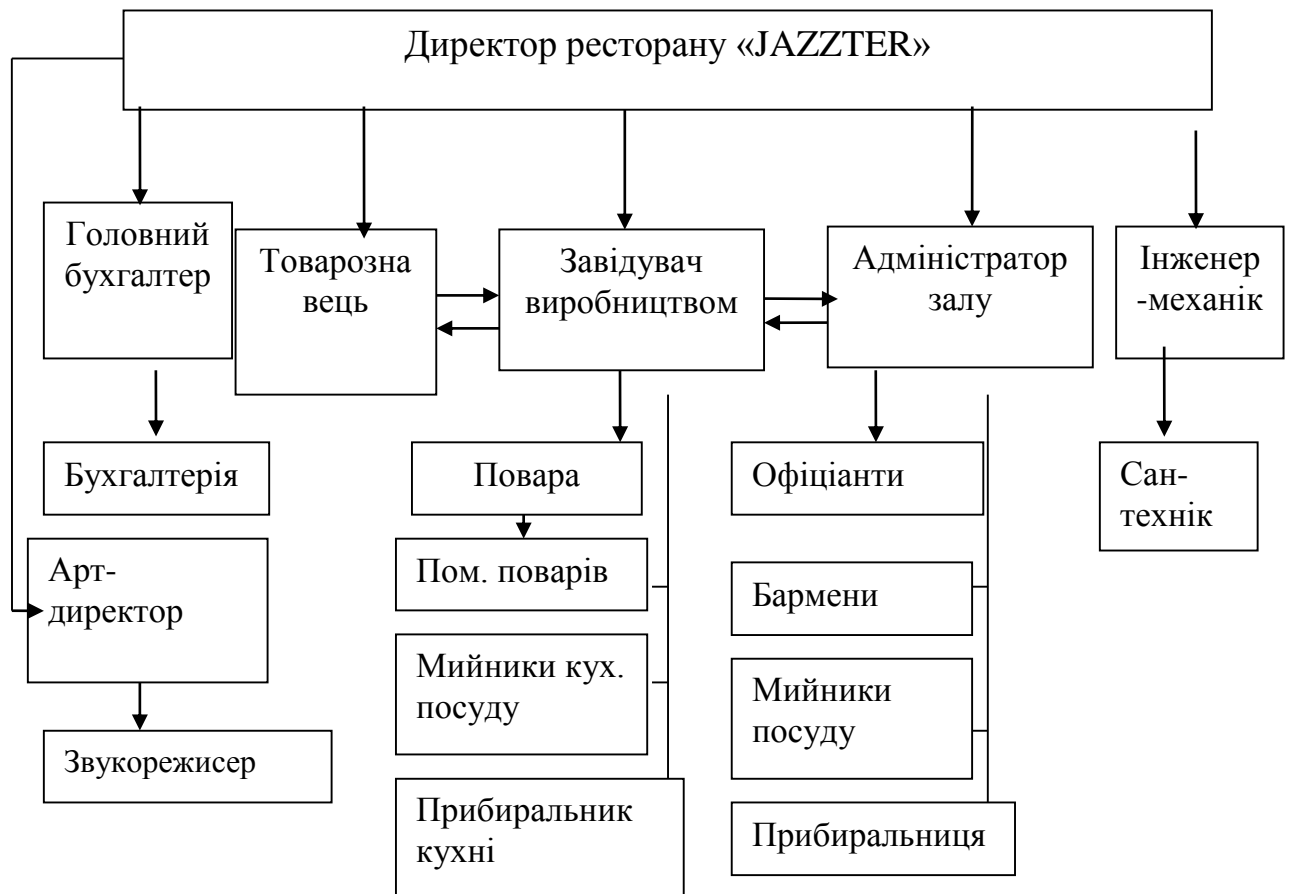 Директор ресторану «JAZZTER»
Головний
бухгалтер
Товарозна
вець
Завідувач
виробництвом
Адміністратор
залу
Інженер
-механік
Бухгалтерія
Повара
Офіціанти
Сан-
технік
Арт-
директор
Пом. поварів
Бармени
Мийники кух.
посуду
Мийники
посуду
Звукорежисер
Прибиральник
кухні
Прибиральниця